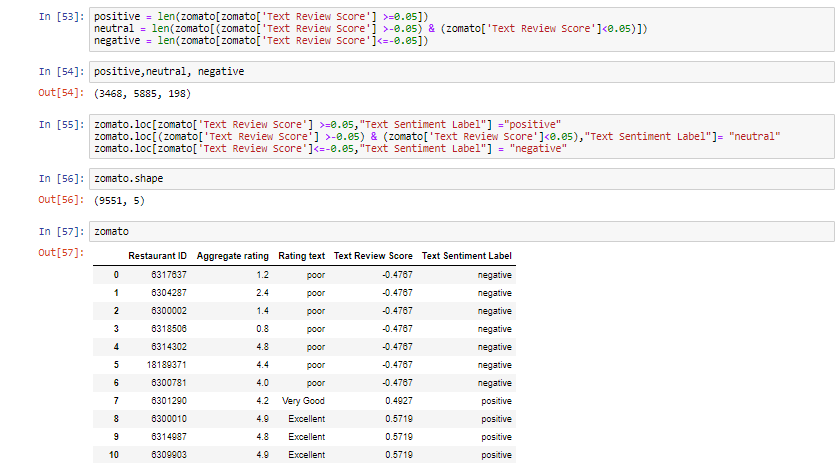 In [53]: positive = len(zomato[zomato['Text Review Score'] >=0.05])
neutral = len(zomato[(zomato['Text Review Score'] >-0.05) & (zomato['Text Review Score']<0.05)])
negative = len(zomato[zomato['Text Review Score']<=-0.05])
In [54]: positive,neutral, negative
Out[54]: (3468, 5885, 198)
In [55]: zomato.loc[zomato['Text Review Score'] >=0.05,"Text Sentiment Label"] ="positive"
zomato.loc[(zomato['Text Review Score'] >-0.05) & (zomato['Text Review Score']<0.05),"Text Sentiment Label"]= "neutral"
zomato.loc[zomato['Text Review Score']<=-0.05,"Text Sentiment Label"] = "negative"
In [56]: zomato.shape
Out[56]: (9551, 5)
In [57]: zomato
Out[57]:
Restaurant ID Aggregate rating Rating text Text Review Score Text Sentiment Label
0 6317637 1.2 poor -0.4767 negative
1 6304287 2.4 poor -0.4767 negative
2 6300002 1.4 poor -0.4767 negative
3 6318506 0.8 poor -0.4767 negative
4 6314302 4.8 poor -0.4767 negative
5 18189371 4.4 poor -0.4767 negative
6 6300781 4.0 poor -0.4767 negative
7 6301290 4.2 Very Good 0.4927 positive
8 6300010 4.9 Excellent 0.5719 positive
9 6314987 4.8 Excellent 0.5719 positive
10 6309903 4.9 Excellent 0.5719 positive